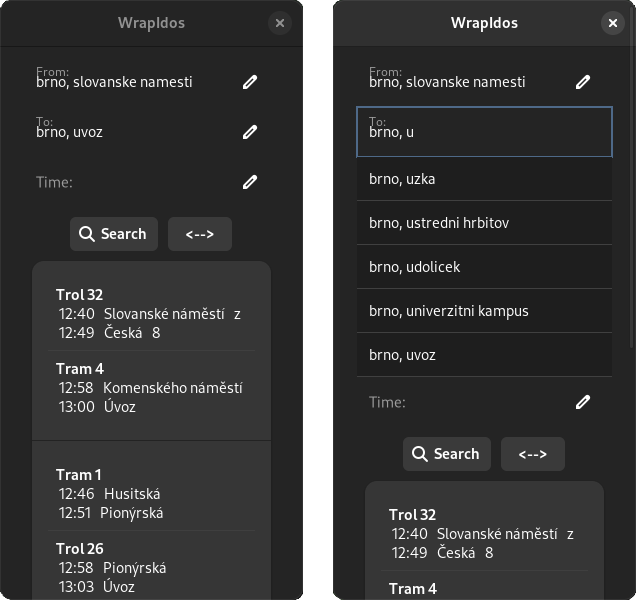 WrapIdos
From:
brno, slovanske namesti
To:
brno, uvoz
Time:
Search
<-->
Trol 32
12:40 Slovanské náměstí z
12:49 Česká 8
Tram 4
12:58 Komenského náměstí
13:00 Úvoz
Tram 1
12:46 Husitská
12:51 Pionýrská
Trol 26
12:58 Pionýrská
13:03 Úvoz
WrapIdos
From:
brno, slovanske namesti
To:
brno, u
brno, uzka
brno, ustredni hrbitov
brno, udolicek
brno, univerzitni kampus
brno, uvoz
Time:
Search
<-->
Trol 32
12:40 Slovanské náměstí z
12:49 Česká 8
Tram 4